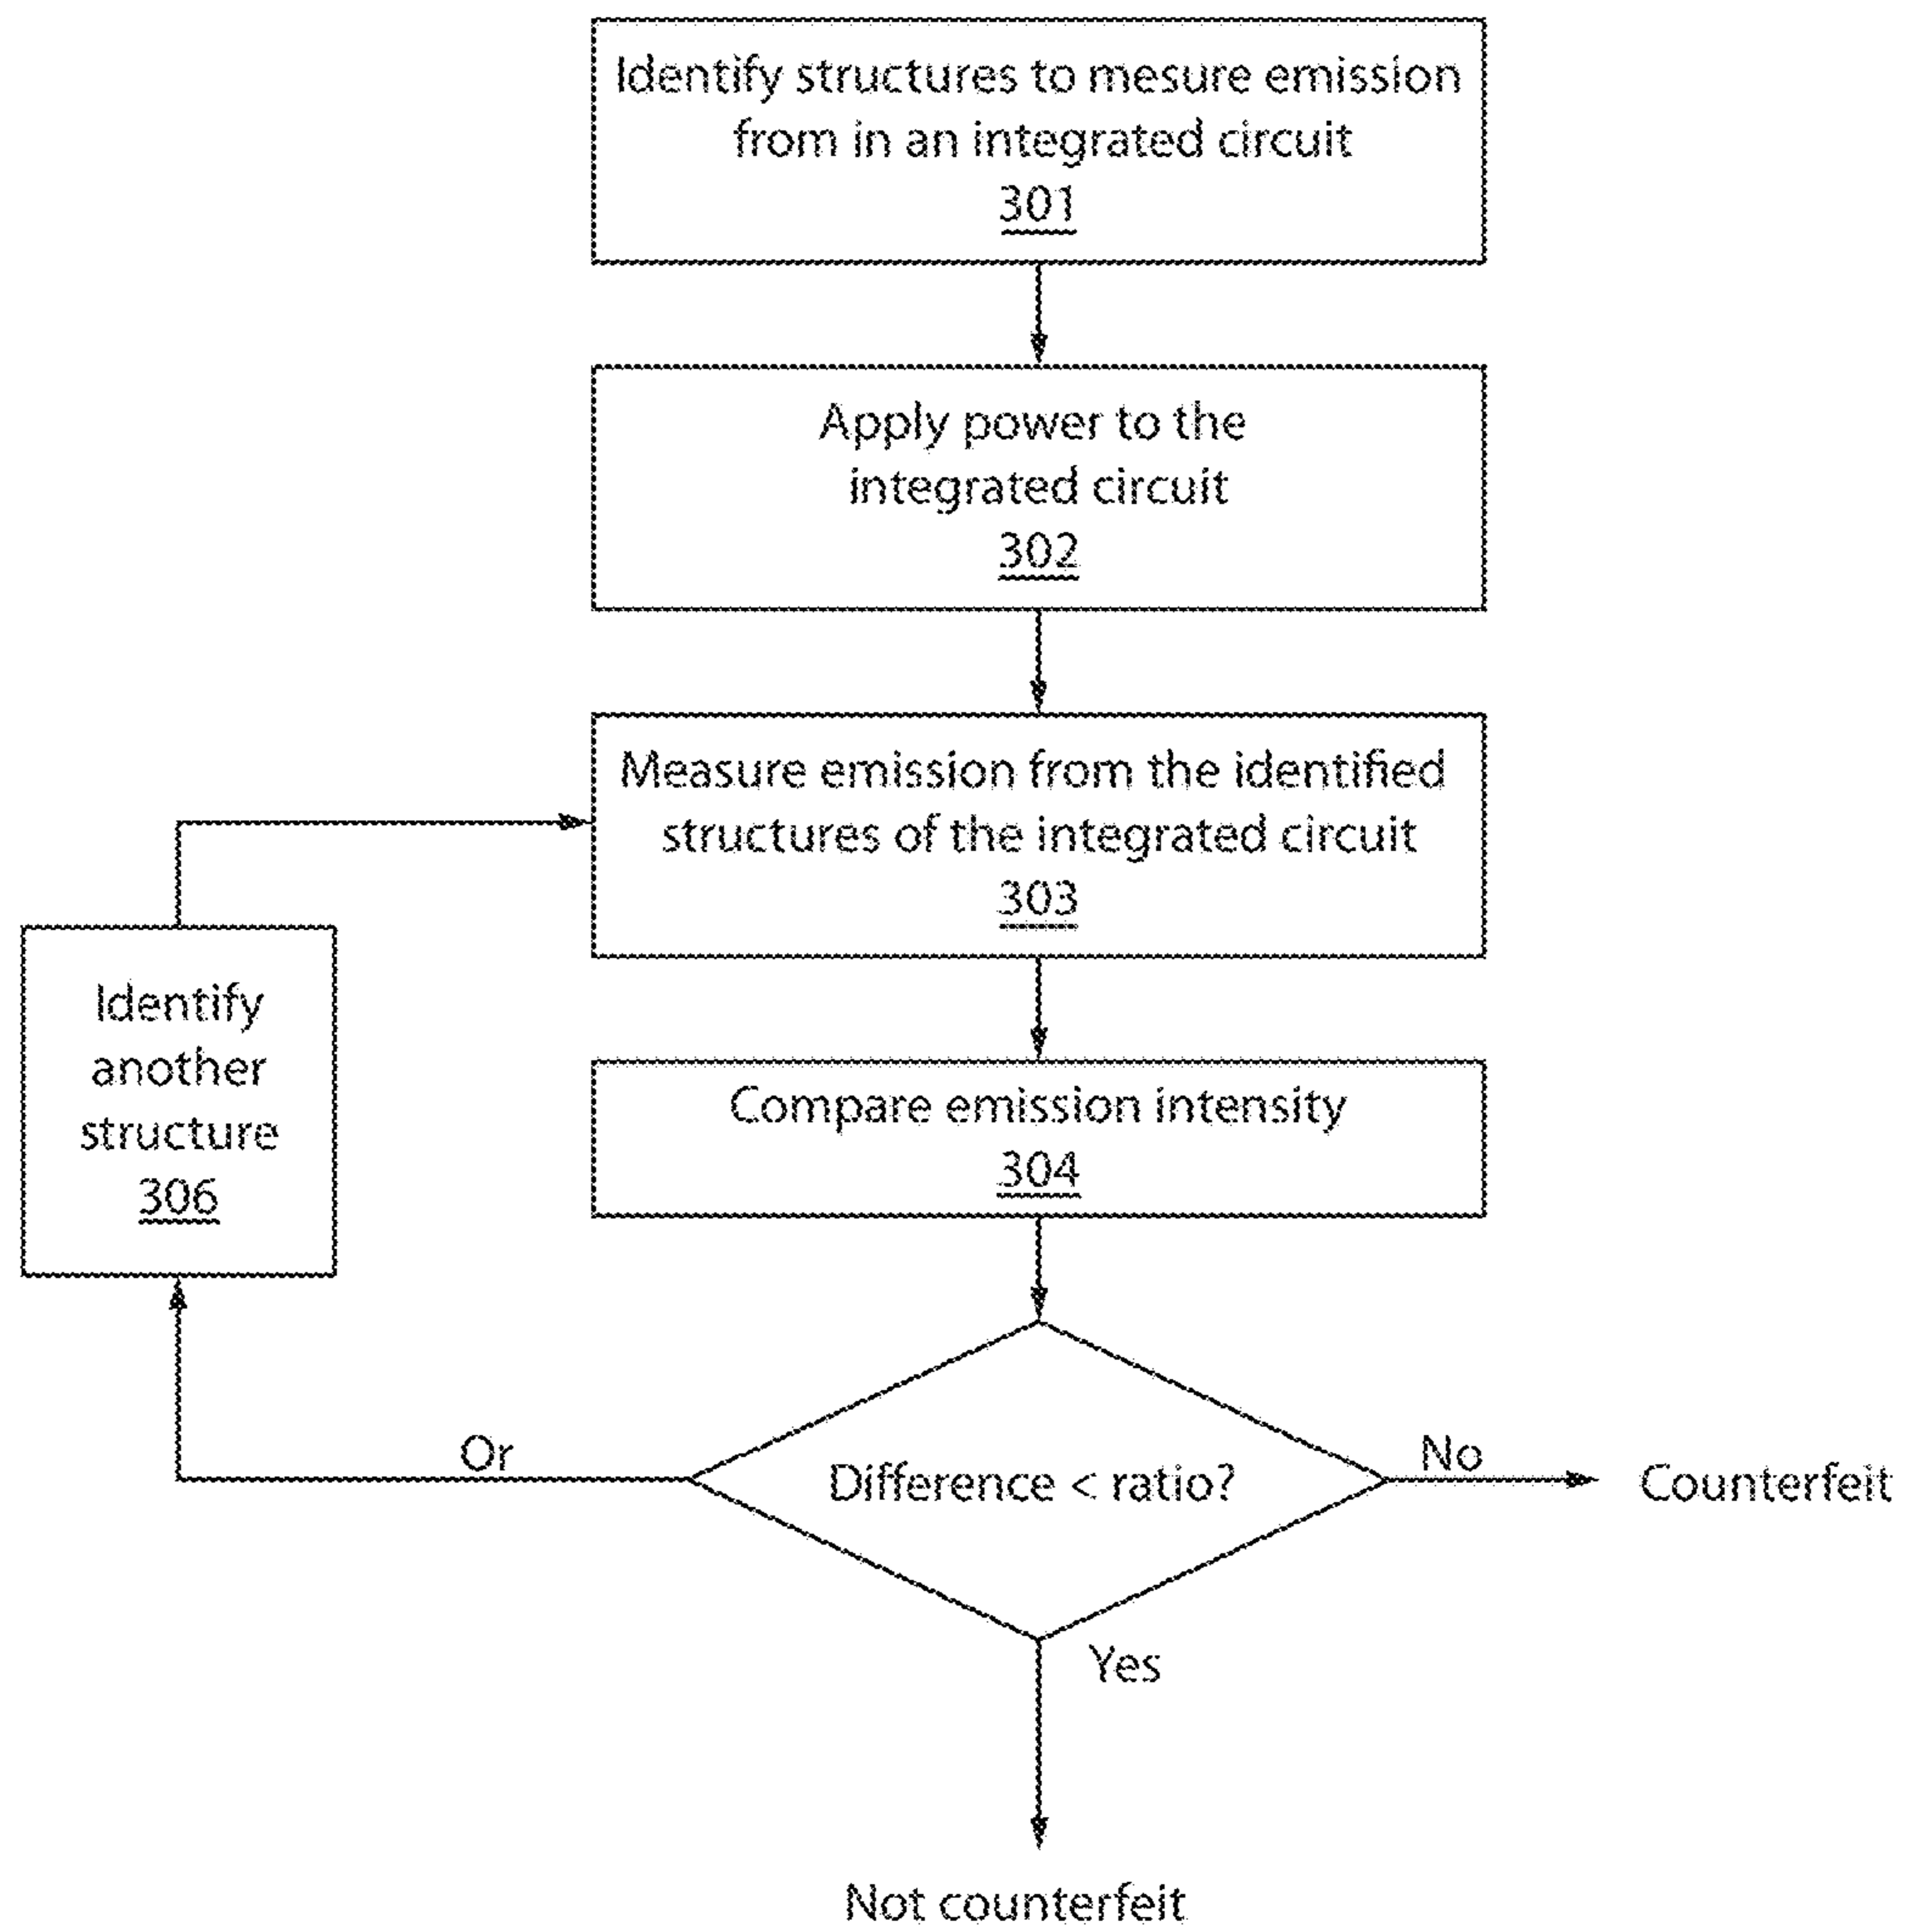 Identify structures to mesure emission
from in an integrated circuit
301
Apply power to the
integrated circuit
302
Measure emission from the identified
structures of the integrated circuit
303
Identify
another
structure
306
Compare emission intensity
304
Or
Difference < ratio?
No
Counterfeit
Yes
Not counterfeit